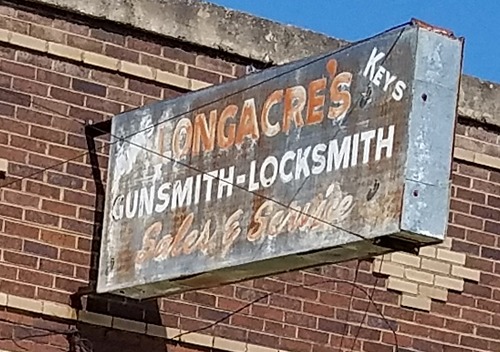 KEYS
LONGACRE'S
GUNSMITH-LOCKSMITH
Sales & Service